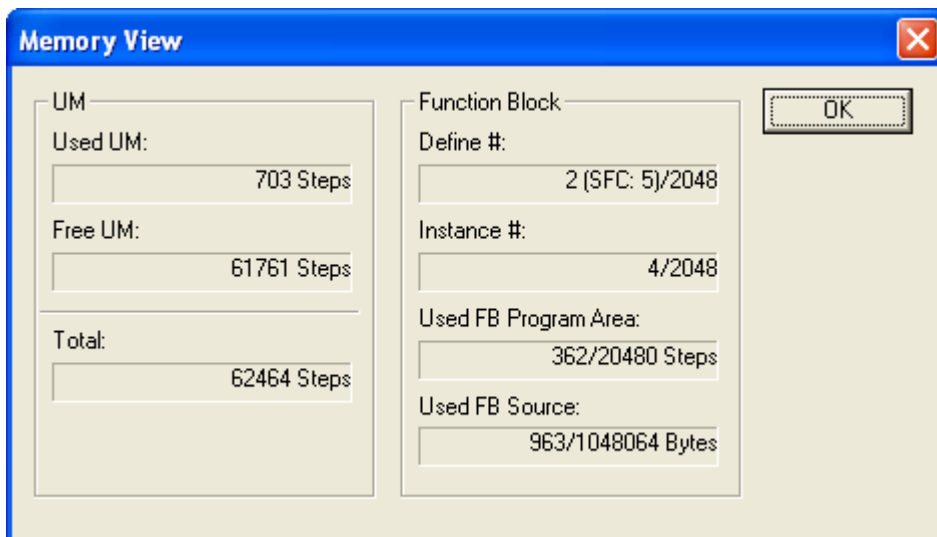 Memory View
UM
Used UM:
703 Steps
Free UM:
61761 Steps
Total:
62464 Steps
Function Block
Define #:
2 (SFC: 5)/2048
Instance #:
4/2048
Used FB Program Area:
362/20480 Steps
Used FB Source:
963/1048064 Bytes
OK